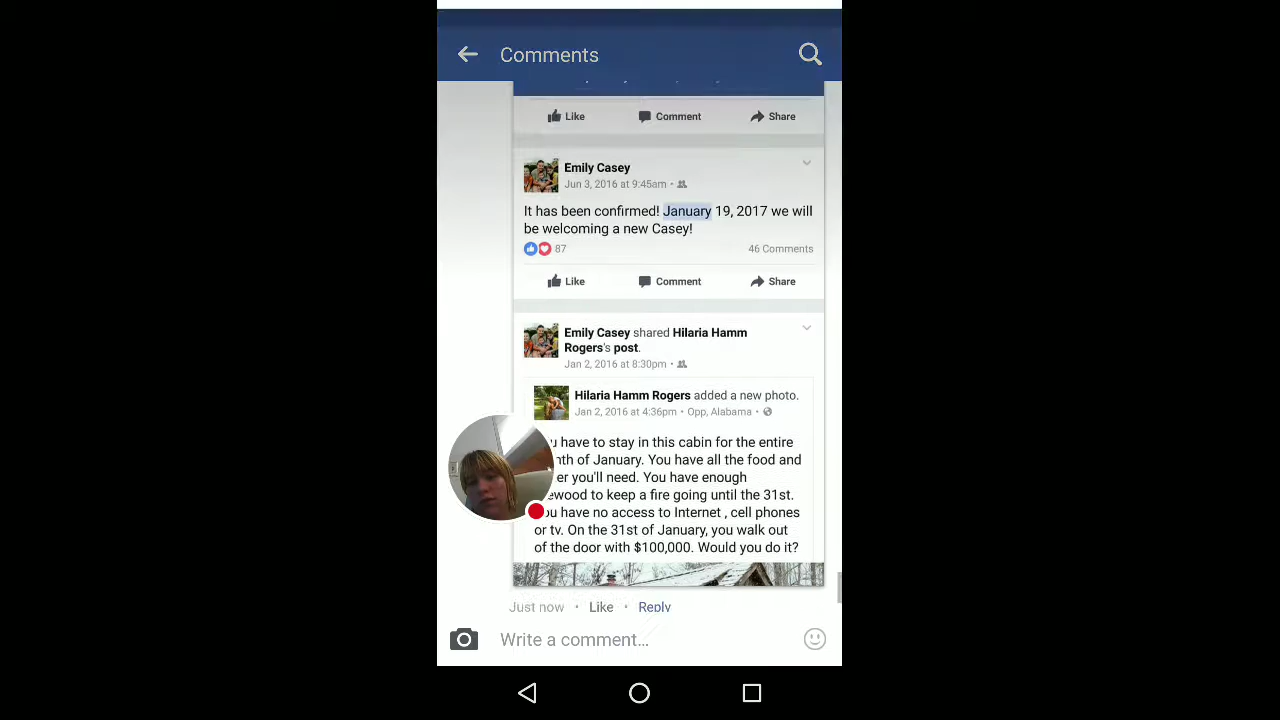 Comments
Like Comment Share
Emily Casey
Jun 3, 2016 at 9:45am
It has been confirmed! January 19, 2017 we will
be welcoming a new Casey!
87 46 Comments
Like Comment Share
Emily Casey shared Hilaria Hamm
Rogers's post.
Jan 2, 2016 at 8:30pm
Hilaria Hamm Rogers added a new photo.
Jan 2, 2016 at 4:36pm • Opp, Alabama •
have to stay in this cabin for the entire
of January. You have all the food and
you'll need. You have enough
to keep a fire going until the 31st.
have no access to Internet , cell phones
or tv. On the 31st of January, you walk out
of the door with $100,000. Would you do it?
Just now • Like • Reply
Write a comment...